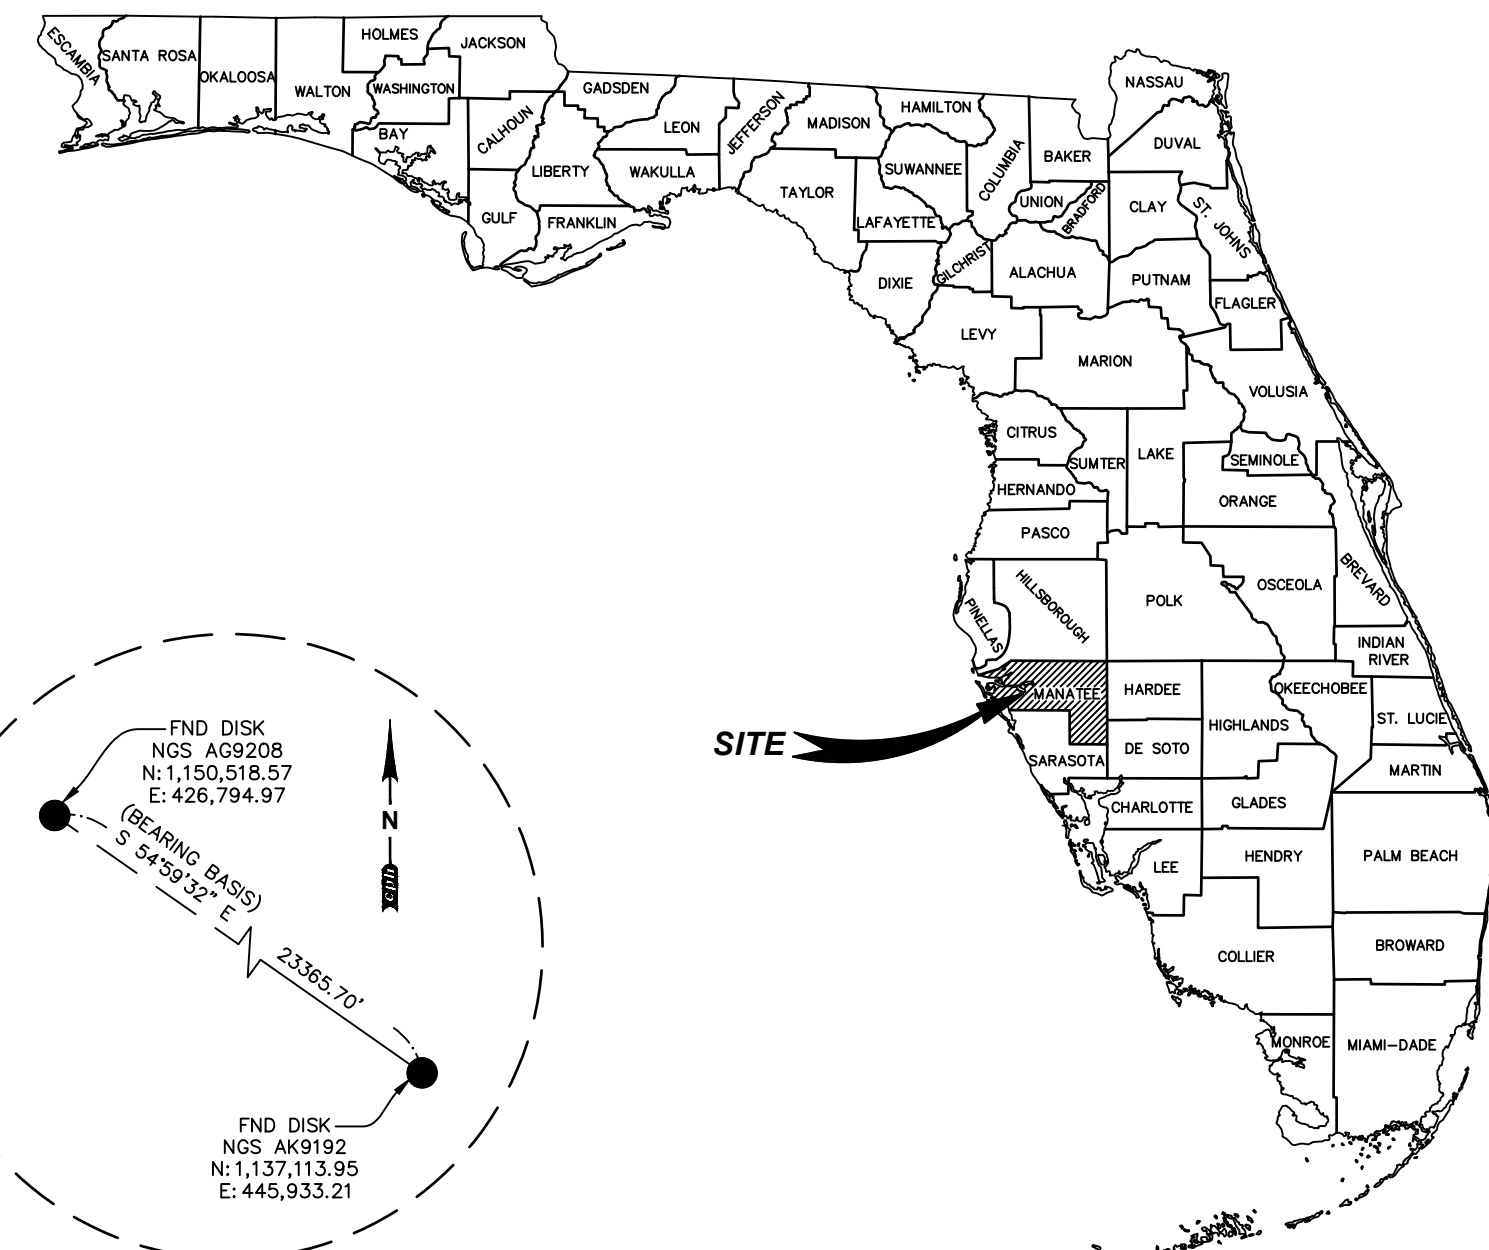 ESCAMBIA
SANTA ROSA
OKALOOSA
WALTON
HOLMES
JACKSON
WASHINGTON
BAY
CALHOUN
GADSDEN
LIBERTY
GULF
FRANKLIN
LEON
WAKULLA
JEFFERSON
MADISON
TAYLOR
HAMILTON
SUWANNEE
LAFAYETTE
COLUMBIA
BAKER
NASSAU
DUVAL
UNION
BRADFORD
CLAY
ST. JOHNS
DIXIE
GILCHRIST
ALACHUA
PUTNAM
FLAGLER
LEVY
MARION
VOLUSIA
CITRUS
SUMTER
LAKE
SEMINOLE
HERNANDO
ORANGE
PASCO
BREVARD
HILLSBOROUGH
PINELLAS
POLK
OSCEOLA
INDIAN
RIVER
MANATEE
HARDEE
OKEECHOBEE
HIGHLANDS
ST. LUCIE
SITE
SARASOTA
DE SOTO
MARTIN
CHARLOTTE
GLADES
LEE
HENDRY
PALM BEACH
COLLIER
BROWARD
MONROE
MIAMI-DADE
FND DISK
NGS AG9208
N: 1,150,518.57
E: 426,794.97
(BEARING BASIS)
S 54°59'32" E
23365.70'
N
cph
FND DISK
NGS AK9192
N: 1,137,113.95
E: 445,933.21